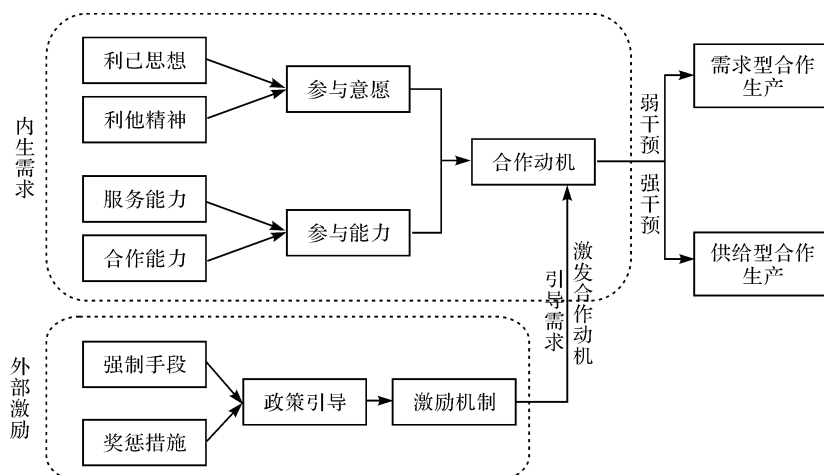 内生需求
利己思想
利他精神
服务能力
合作能力
参与意愿
参与能力
合作动机
弱干预
强干预
需求型合作
生产
供给型合作
生产
引导需求
激发合作动机
外部激励
强制手段
奖惩措施
政策引导
激励机制